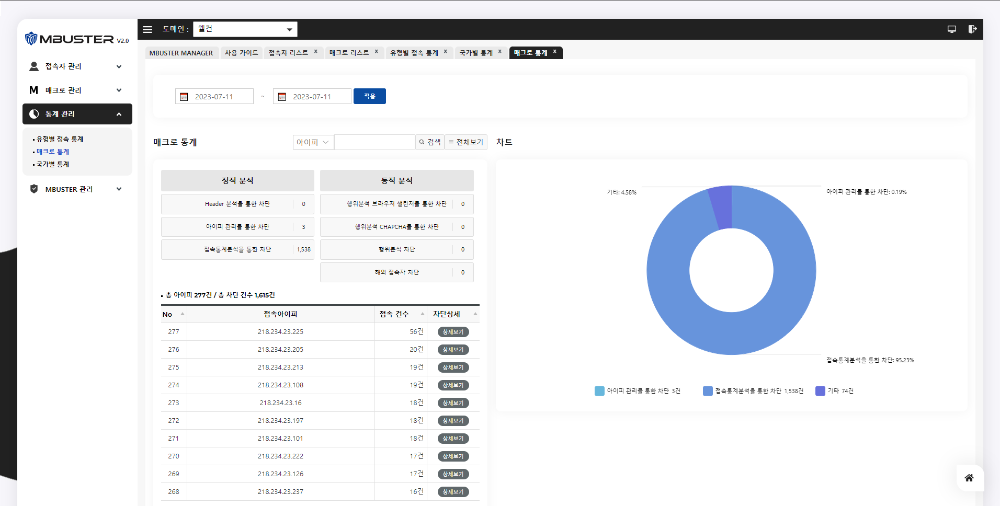 MBUSTER V2.0
도메인 : 웰컨
접속자 관리
매크로 관리
통계 관리
유형별 접속 통계
매크로 통계
국가별 통계
MBUSTER 관리
MBUSTER MANAGER 사용 가이드 접속자 리스트 x 매크로 리스트 x 유형별 접속 통계 x 국가별 통계 x 매크로 통계 x
2023-07-11 ~ 2023-07-11 적용
매크로 통계 아이피 검색 전체보기
정적 분석 동적 분석
Header 분석을 통한 차단 0 행위분석 브라우저 챌린저를 통한 차단 0
아이피 관리를 통한 차단 3 행위분석 CHAPCHA를 통한 차단 0
접속통계분석을 통한 차단 1,538 행위분석 차단 0
해외 접속자 차단 0
총 아이피 277건 / 총 차단 건수 1,615건
No 접속아이피 접속 건수 차단상세
277 218.234.23.225 56건 상세보기
276 218.234.23.205 20건 상세보기
275 218.234.23.213 19건 상세보기
274 218.234.23.108 19건 상세보기
273 218.234.23.16 18건 상세보기
272 218.234.23.197 18건 상세보기
271 218.234.23.101 18건 상세보기
270 218.234.23.222 17건 상세보기
269 218.234.23.126 17건 상세보기
268 218.234.23.237 16건 상세보기
차트
기타: 4.58% 아이피 관리를 통한 차단: 0.19%
접속통계분석을 통한 차단: 95.23%
아이피 관리를 통한 차단 3건 접속통계분석을 통한 차단 1,538건 기타 74건